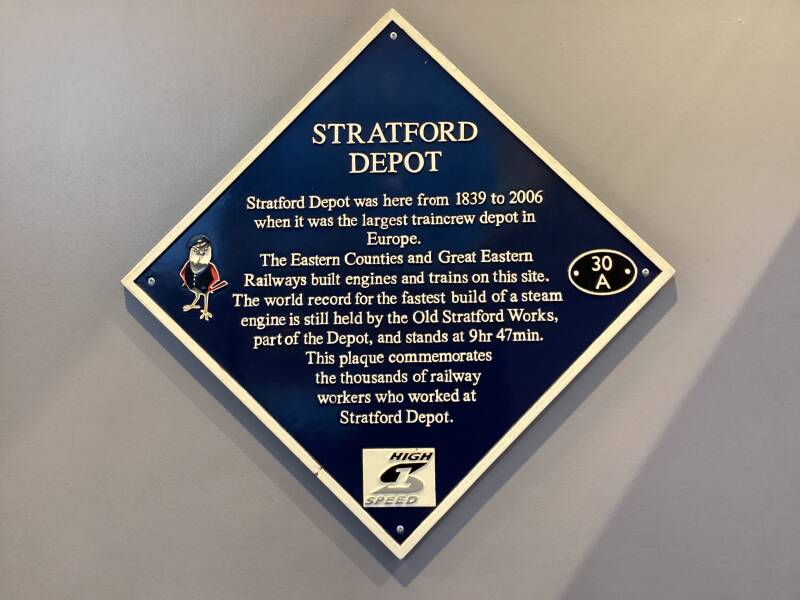 STRATFORD
DEPOT
Stratford Depot was here from 1839 to 2006
when it was the largest traincrew depot in
Europe.
The Eastern Counties and Great Eastern
Railways built engines and trains on this site.
The world record for the fastest build of a steam
engine is still held by the Old Stratford Works,
part of the Depot, and stands at 9hr 47min.
This plaque commemorates
the thousands of railway
workers who worked at
Stratford Depot.
30
A
HIGH
1
SPEED